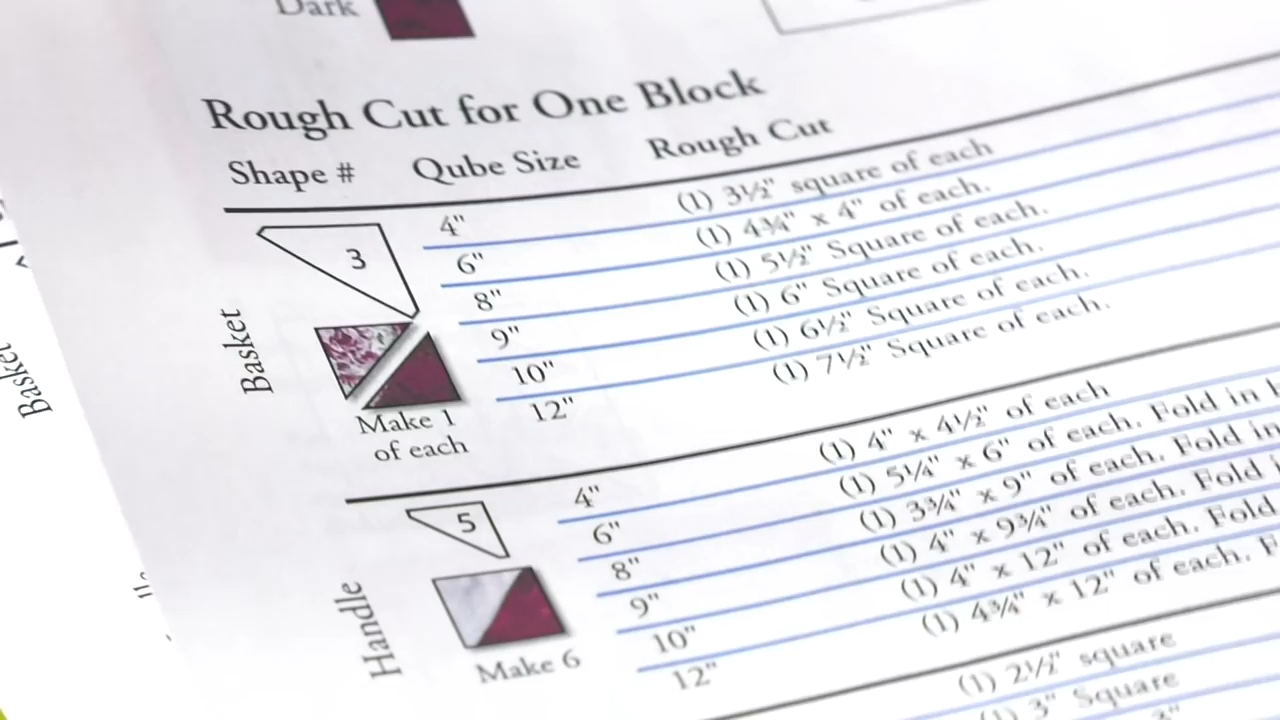 Dark
Rough Cut for One Block
Shape # Qube Size Rough Cut
4" (1) 3½" square of each
6" (1) 4¾" x 4" of each.
8" (1) 5½" Square of each.
9" (1) 6" Square of each.
10" (1) 6½" Square of each.
12" (1) 7½" Square of each.
3
Basket
Make 1
of each
4" (1) 4" x 4½" of each
6" (1) 5¼" x 6" of each. Fold in
8" (1) 3¾" x 9" of each. Fold in
9" (1) 4" x 9¾" of each. Fold
10" (1) 4" x 12" of each. Fold
12" (1) 4¾" x 12" of each.
5
Handle
Make 6
(1) 2½" square
(1) 3" Square
3"
Basket